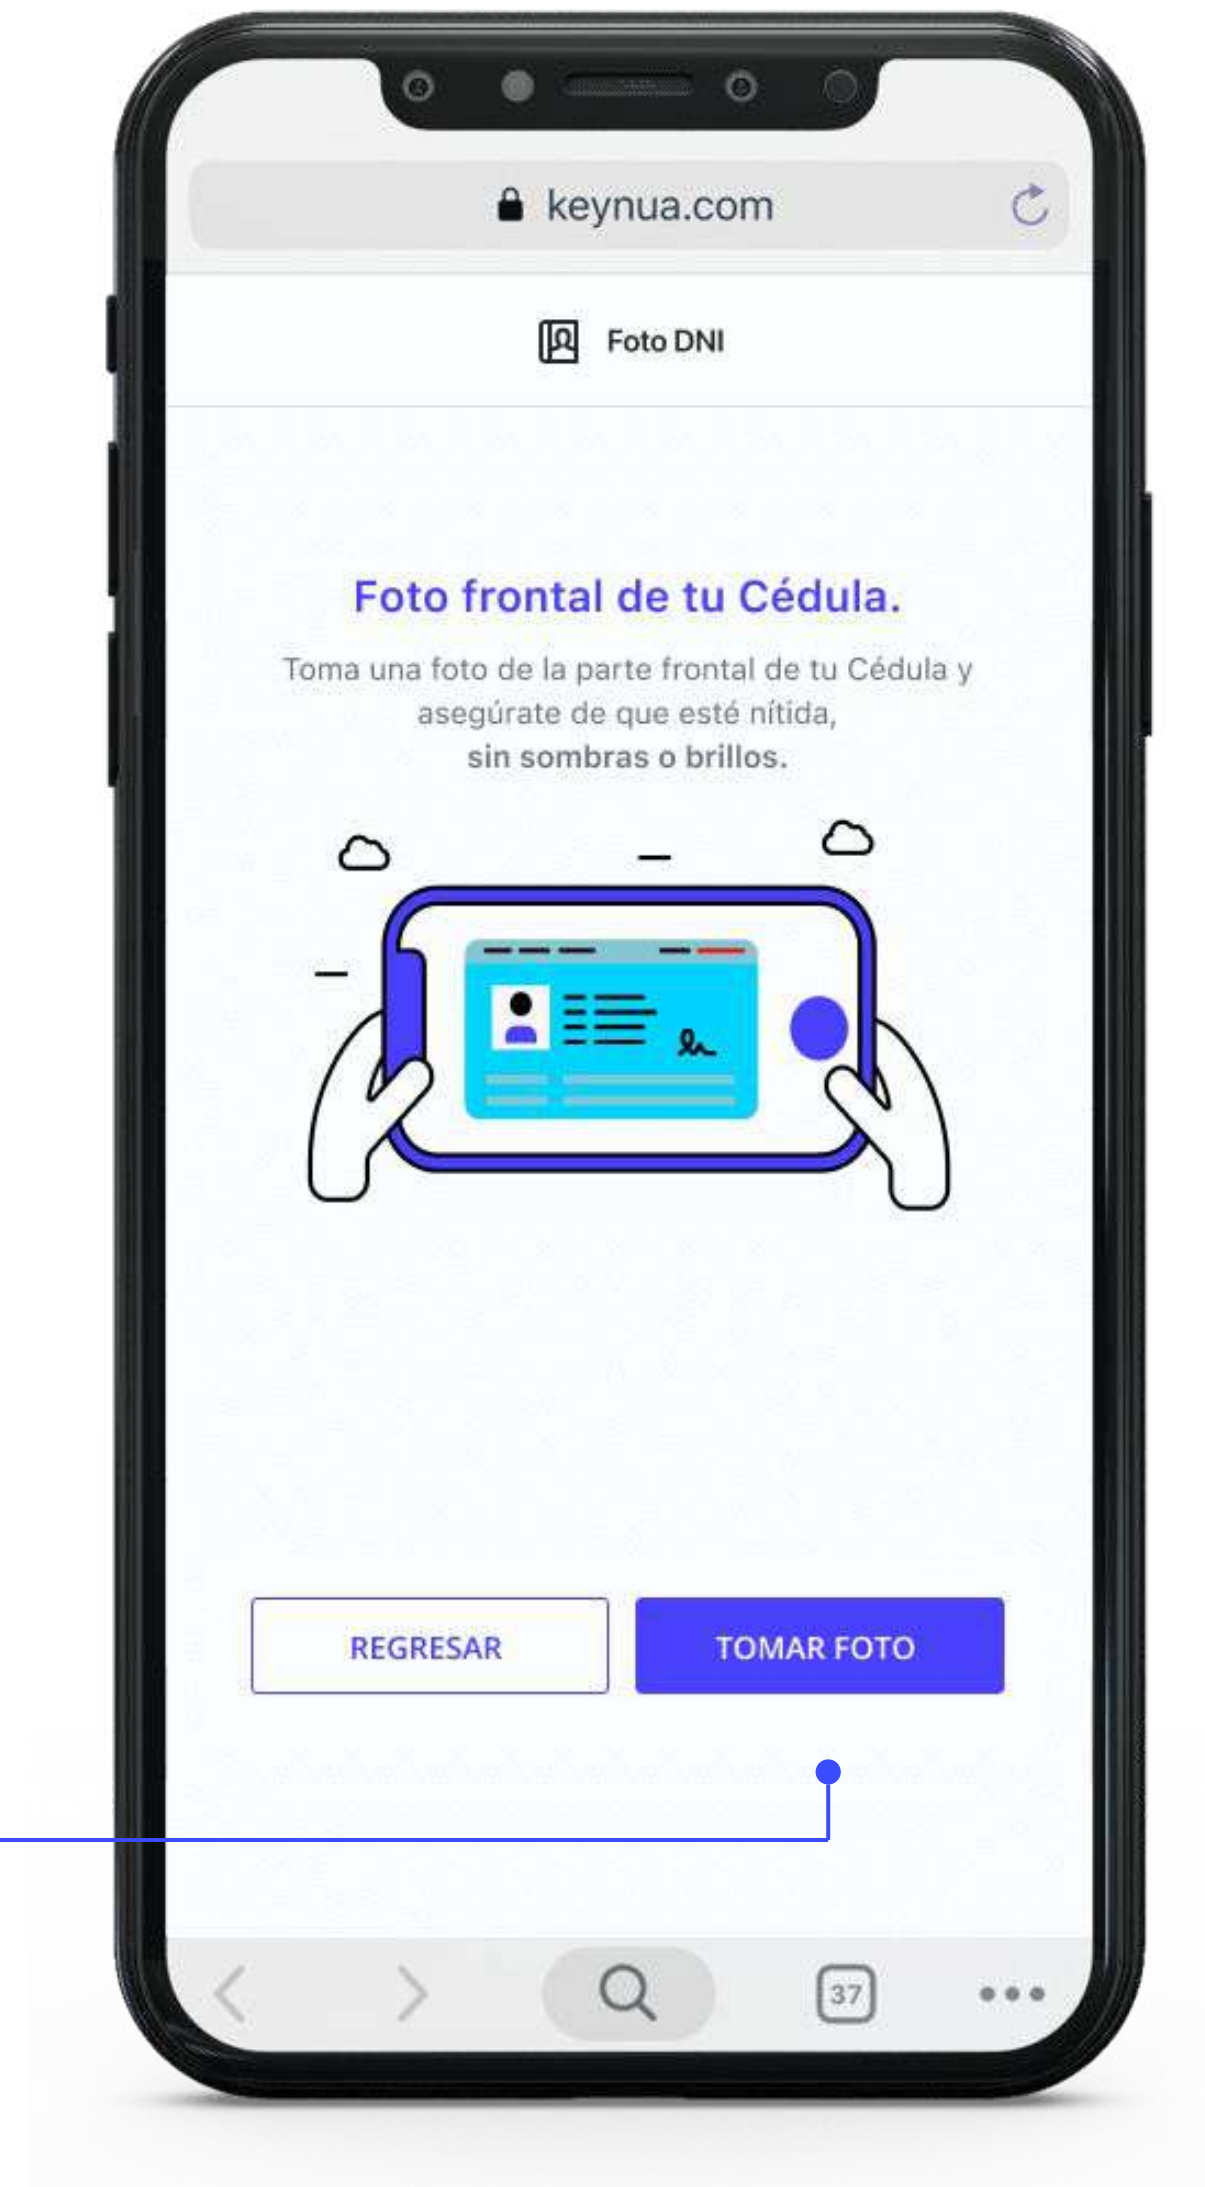 keynua.com
Foto DNI
Foto frontal de tu Cédula.
Toma una foto de la parte frontal de tu Cédula y
asegúrate de que esté nítida,
sin sombras o brillos.
REGRESAR
TOMAR FOTO
37